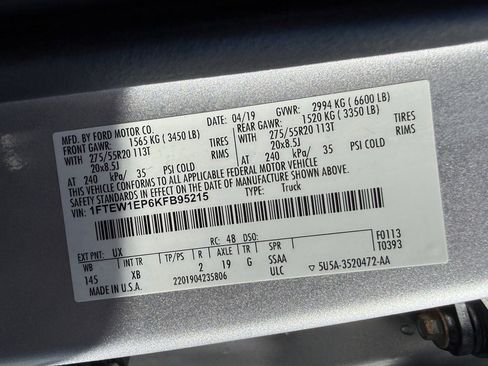 MFD. BY FORD MOTOR CO. DATE: 04/19 GVWR: 2994 KG ( 6600 LB)
FRONT GAWR: 1565 KG ( 3450 LB) REAR GAWR: 1520 KG ( 3350 LB)
WITH 275/55R20 113T TIRES WITH 275/55R20 113T TIRES
20x8.5J RIMS 20x8.5J RIMS
AT 240 kPa/ 35 PSI COLD AT 240 kPa/ 35 PSI COLD
THIS VEHICLE CONFORMS TO ALL APPLICABLE FEDERAL MOTOR VEHICLE
SAFETY STANDARDS IN EFFECT ON THE DATE OF MANUFACTURE SHOWN ABOVE.
VIN: 1FTEW1EP6KFB95215 TYPE: Truck
F0113
T0393
EXT PNT: UX RC: 48 DSO:
WB INT TR TP/PS R AXLE TR SSAA
145 XB 2 19 G ULC
MADE IN U.S.A. 2201904235806 ▽ 5U5A-3520472-AA